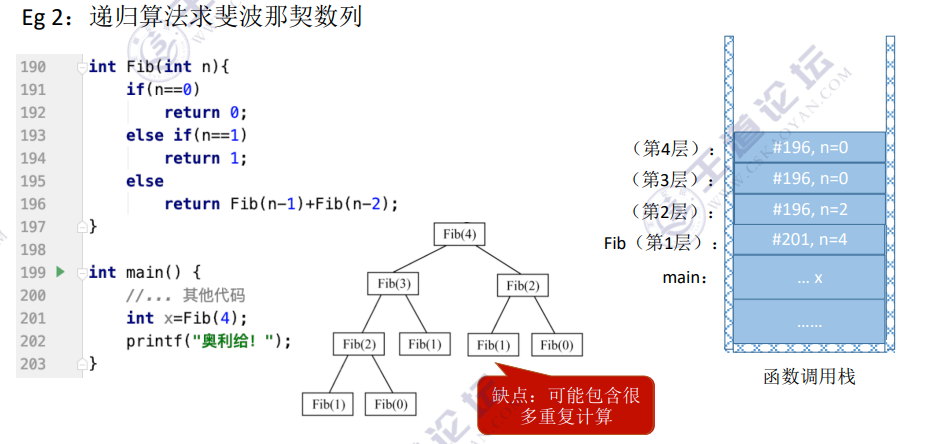 Eg 2：递归算法求斐波那契数列
190 int Fib(int n){
191 if(n==0)
192 return 0;
193 else if(n==1)
194 return 1;
195 else
196 return Fib(n-1)+Fib(n-2);
197 }
198
199 int main() {
200 //... 其他代码
201 int x=Fib(4);
202 printf("奥利给！");
203 }
Fib(4)
Fib(3) Fib(2)
Fib(2) Fib(1) Fib(1) Fib(0)
Fib(1) Fib(0)
缺点：可能包含很
多重复计算
（第4层）： #196, n=0
（第3层）： #196, n=0
（第2层）： #196, n=2
Fib（第1层）： #201, n=4
main： ... x
......
函数调用栈
王道论坛
WWW.CSKAOYAN.COM